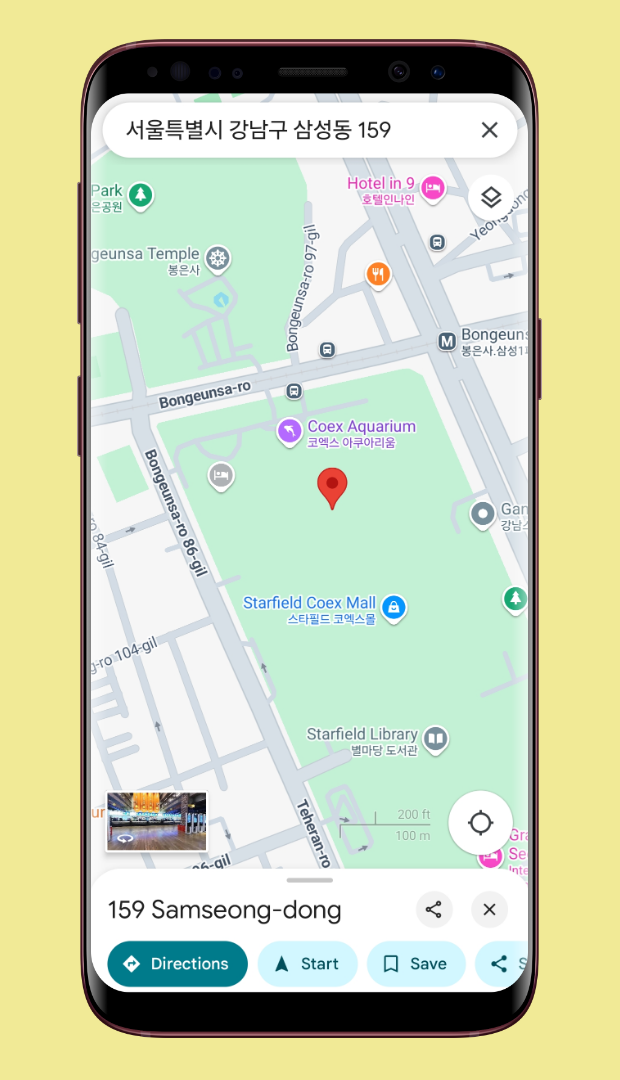 서울특별시 강남구 삼성동 159
Park
은공원
Hotel in 9
호텔인나인
geunsa Temple
봉은사
Bongeunsa-ro 97-gil
M
봉은사.삼성1
Bongeunsa-ro
Coex Aquarium
코엑스 아쿠아리움
Bongeunsa-ro 86-gil
Gan
강남스
84-gil
Starfield Coex Mall
스타필드 코엑스몰
g-ro 104-gil
Starfield Library
별마당 도서관
200 ft
100 m
Teheran-ro
86-gil
Gra
Se
Inte
159 Samseong-dong
Directions
Start
Save
S